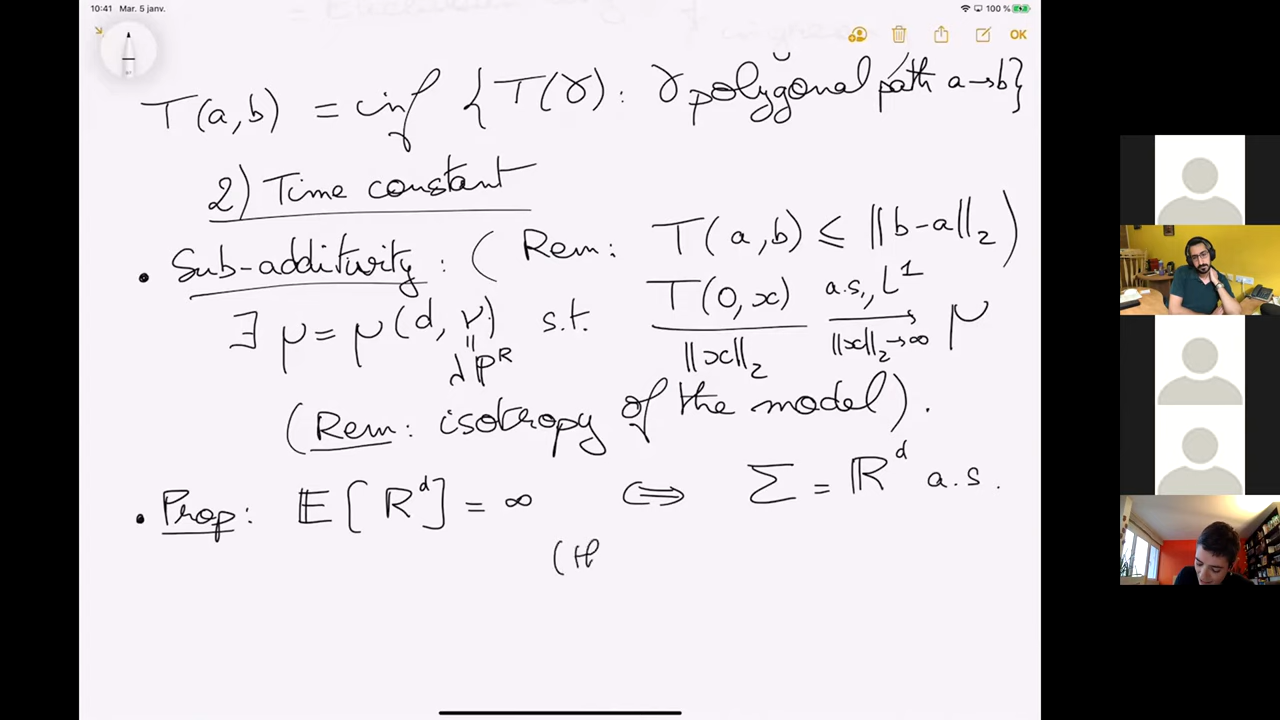 10:41 Mar. 5 janv.
100 %
OK
T(a,b) = inf {T(γ): γ polygonal path a→b}
2) Time constant
• Sub-additivity: (Rem: T(a,b) ≤ ||b-a||₂)
∃ μ = μ(d, ν) s.t. T(0,x) / ||x||₂ a.s., L¹ → ||x||₂→∞ μ
= λ P^R
(Rem: isotropy of the model).
• Prop: 𝔼[R^d] = ∞ ⟺ Σ = ℝ^d a.s.